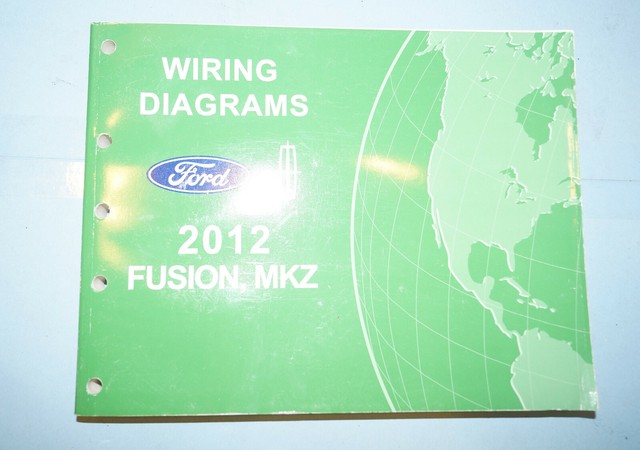 WIRING
DIAGRAMS
Ford
2012
FUSION, MKZ